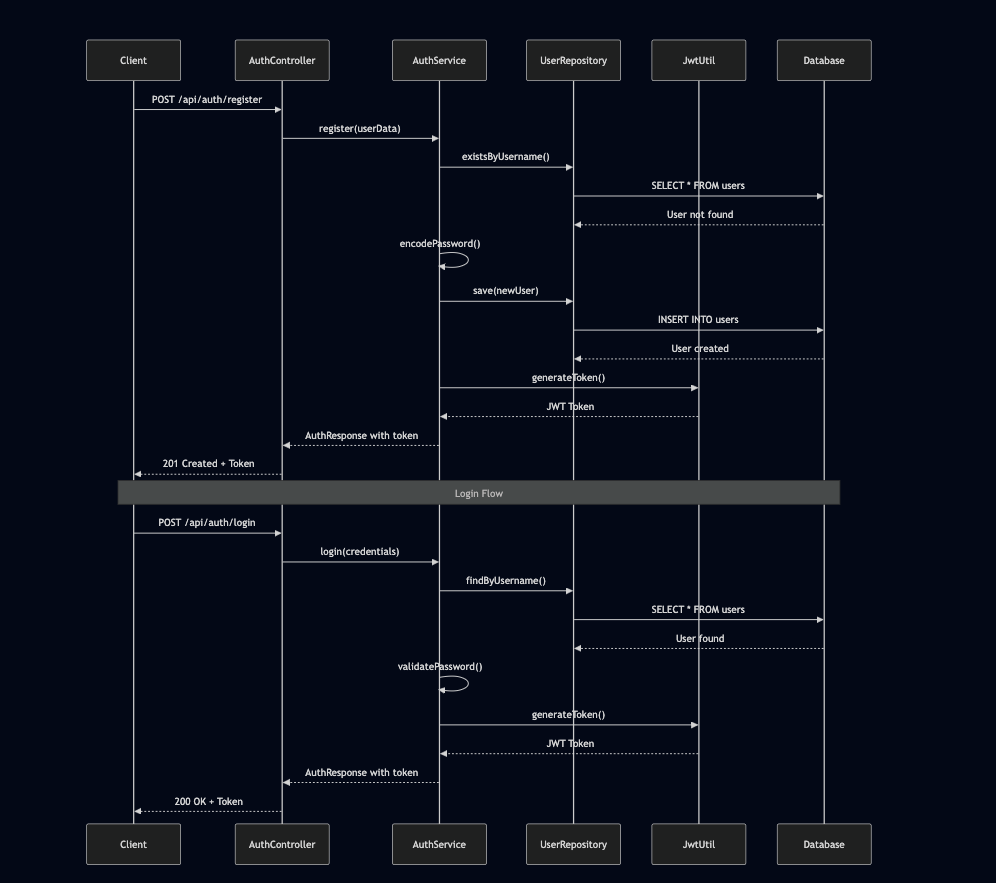 Client
AuthController
AuthService
UserRepository
JwtUtil
Database
POST /api/auth/register
register(userData)
existsByUsername()
SELECT * FROM users
User not found
encodePassword()
save(newUser)
INSERT INTO users
User created
generateToken()
JWT Token
AuthResponse with token
201 Created + Token
Login Flow
POST /api/auth/login
login(credentials)
findByUsername()
SELECT * FROM users
User found
validatePassword()
generateToken()
JWT Token
AuthResponse with token
200 OK + Token
Client
AuthController
AuthService
UserRepository
JwtUtil
Database